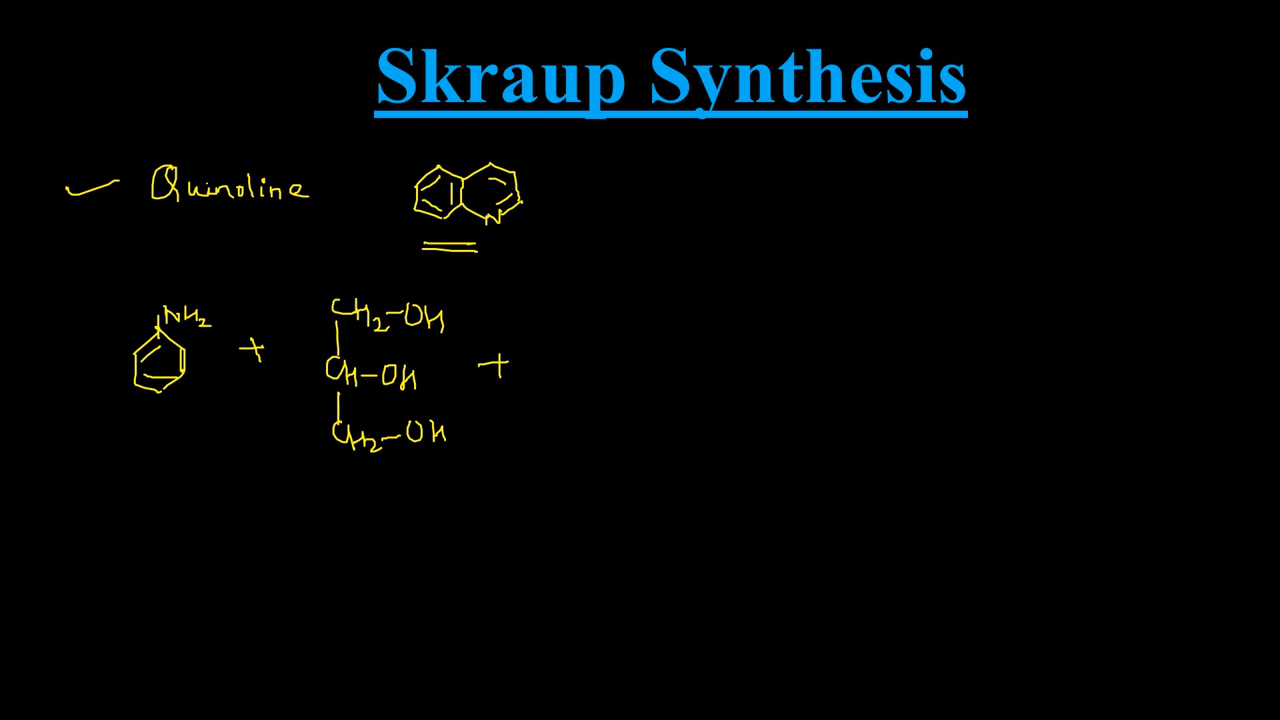 Skraup Synthesis
Quinoline
N
NH2 + CH2-OH +
CH-OH
CH2-OH